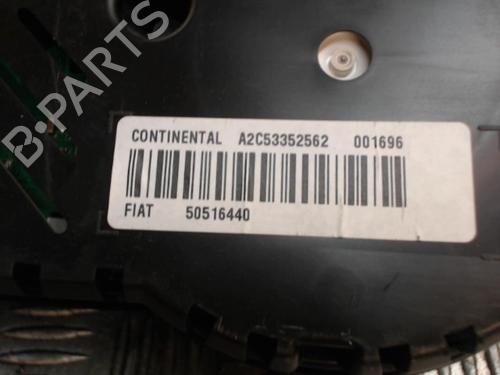 B-PARTS
CONTINENTAL A2C53352562 001696
FIAT 50516440